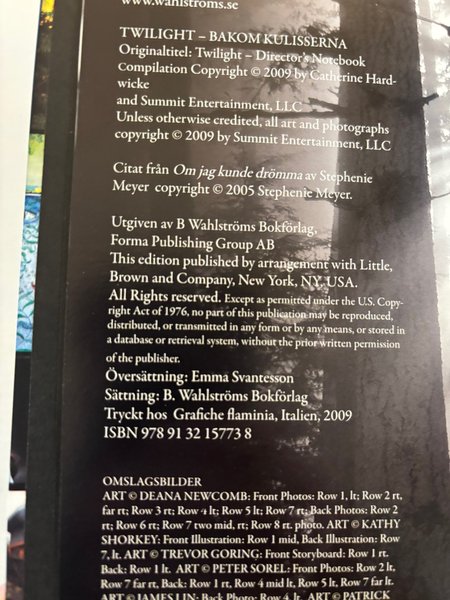 www.wahlstroms.se
TWILIGHT – BAKOM KULISSERNA
Originaltitel: Twilight – Director's Notebook
Compilation Copyright © 2009 by Catherine Hard-
wicke
and Summit Entertainment, LLC
Unless otherwise credited, all art and photographs
copyright © 2009 by Summit Entertainment, LLC
Citat från Om jag kunde drömma av Stephenie
Meyer copyright © 2005 Stephenie Meyer.
Utgiven av B Wahlströms Bokförlag,
Forma Publishing Group AB
This edition published by arrangement with Little,
Brown and Company, New York, NY, USA.
All Rights reserved. Except as permitted under the U.S. Copy-
right Act of 1976, no part of this publication may be reproduced,
distributed, or transmitted in any form or by any means, or stored in
a database or retrieval system, without the prior written permission
of the publisher.
Översättning: Emma Svantesson
Sättning: B. Wahlströms Bokförlag
Tryckt hos Grafiche flaminia, Italien, 2009
ISBN 978 91 32 15773 8
OMSLAGSBILDER
ART © DEANA NEWCOMB: Front Photos: Row 1, lt; Row 2 rt,
far rt; Row 3 rt; Row 4 lt; Row 5 lt; Row 7 rt; Back Photos: Row 2
rt; Row 6 rt; Row 7 two mid, rt; Row 8 rt. photo. ART © KATHY
SHORKEY: Front Illustration: Row 1 mid, Back Illustration: Row
7, lt. ART © TREVOR GORING: Front Storyboard: Row 1 rt.
Back: Row 1 lt. ART © PETER SOREL: Front Photos: Row 2 lt,
Row 7 far rt, Back: Row 1 rt, Row 4 mid lt, Row 5 lt, Row 7 far lt.
ART © JAMES LIN: Back Photo: Row 4, lt. ART © PATRICK